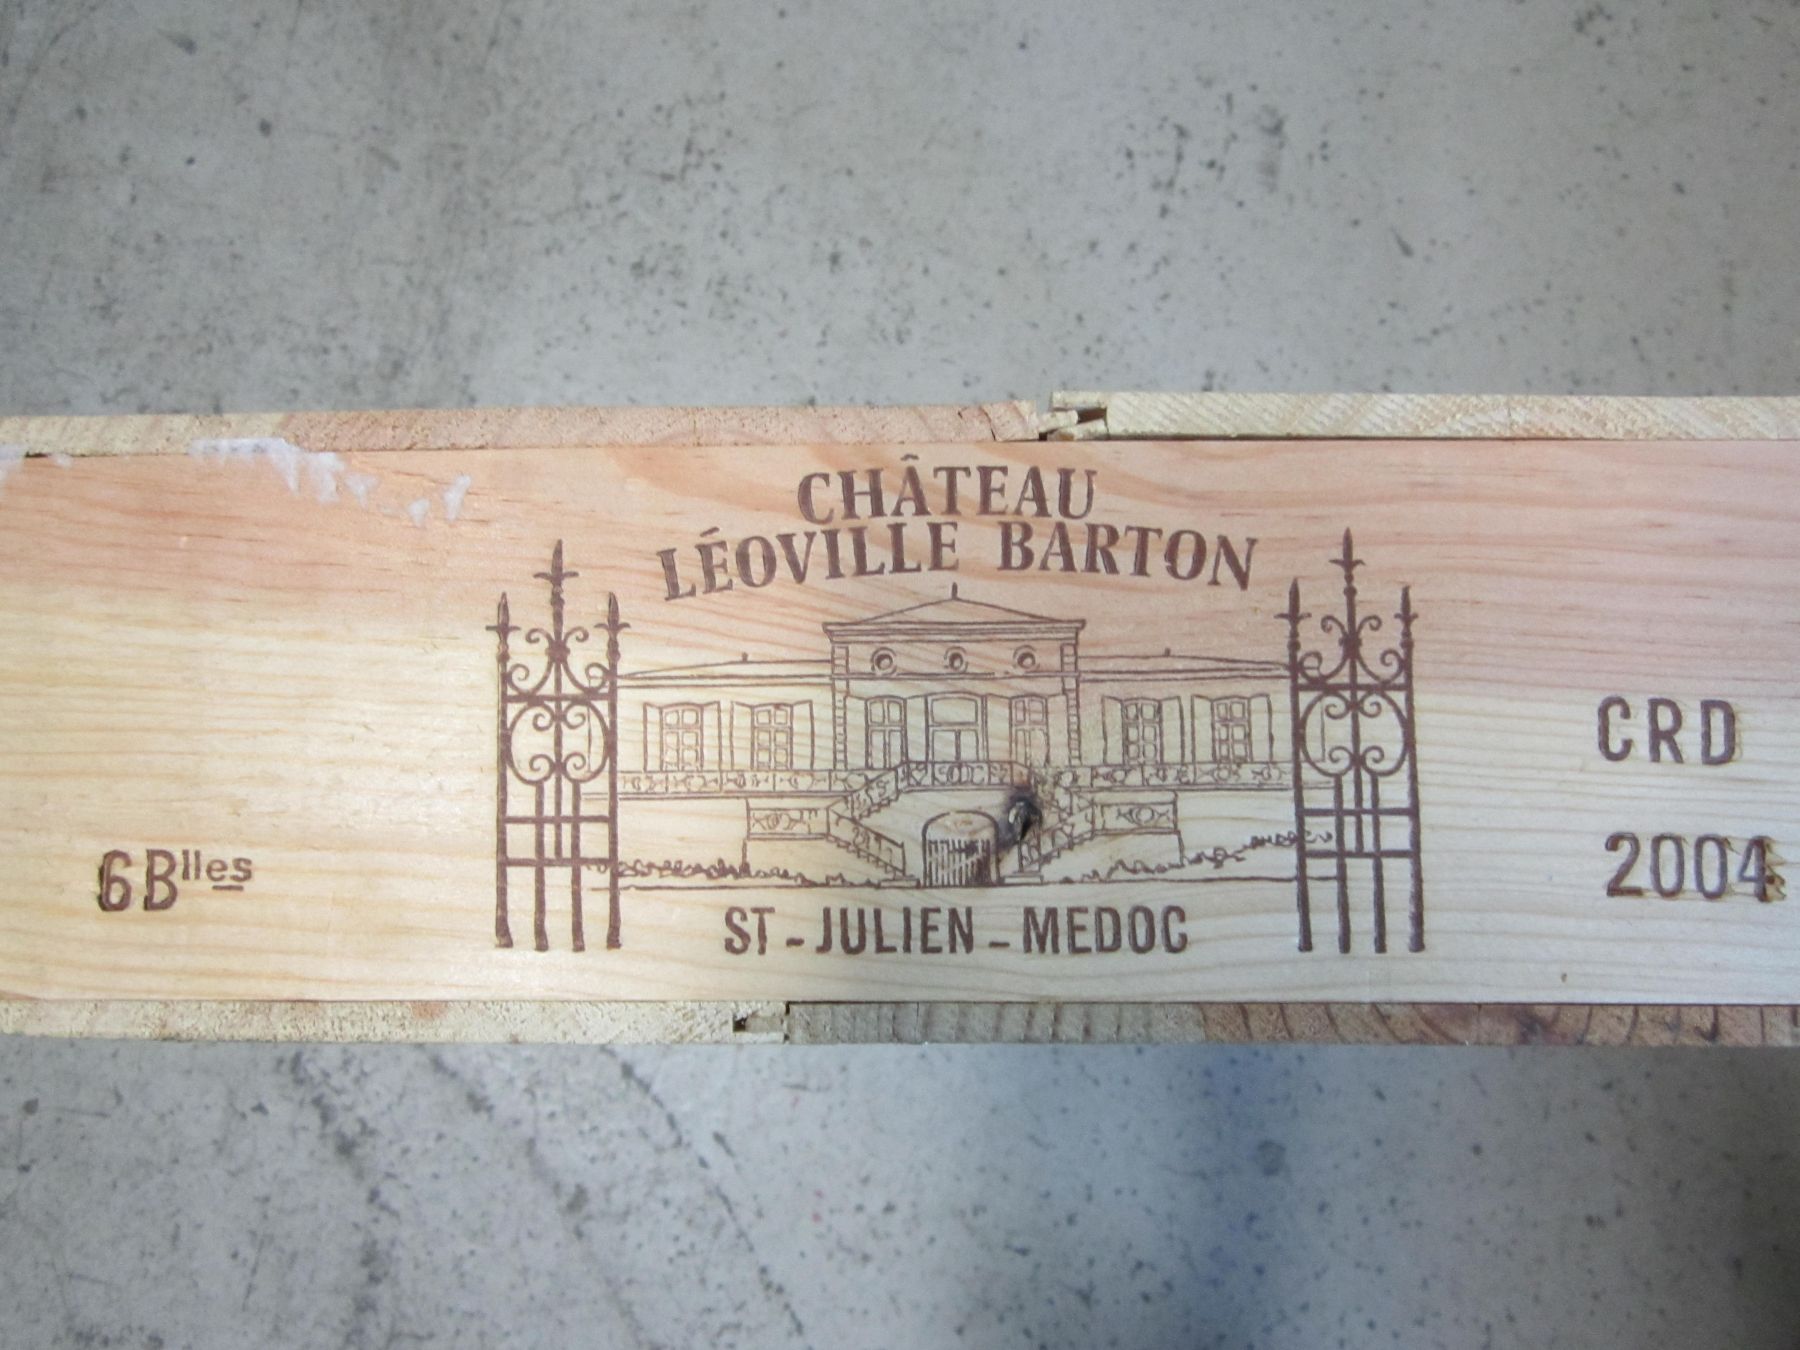 CHÂTEAU
LÉOVILLE BARTON
6 Blles
CRD
2004
ST-JULIEN-MEDOC